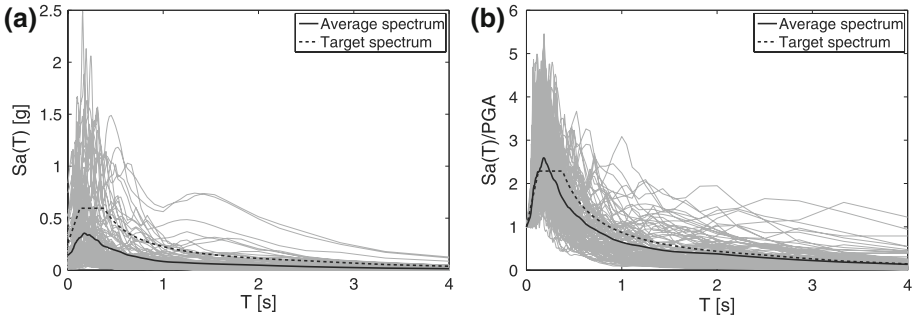 (a)
Average spectrum
Target spectrum
2.5
2
1.5
1
0.5
0
Sa(T) [g]
0 1 2 3 4
T [s]
(b)
Average spectrum
Target spectrum
6
5
4
3
2
1
0
Sa(T)/PGA
0 1 2 3 4
T [s]